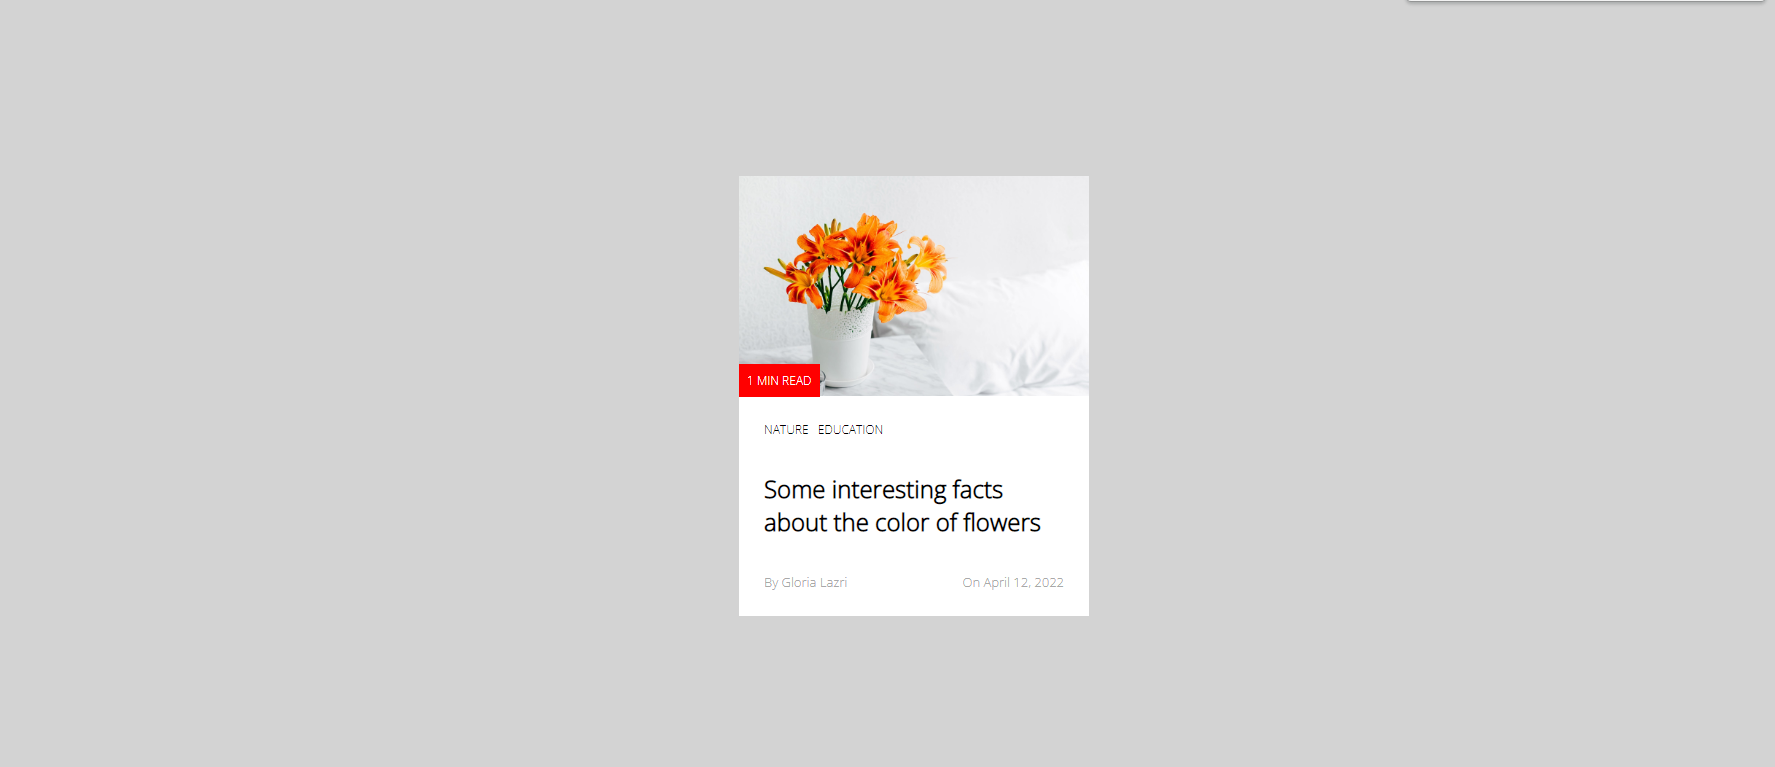 1 MIN READ
NATURE EDUCATION
Some interesting facts
about the color of flowers
By Gloria Lazri On April 12, 2022